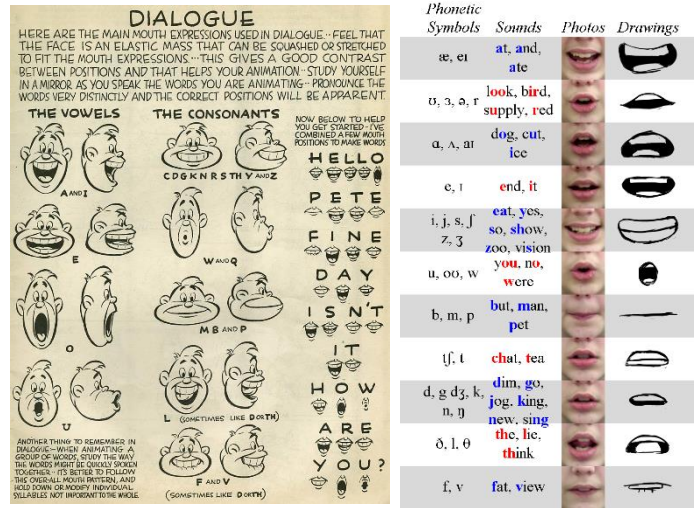 DIALOGUE
HERE ARE THE MAIN MOUTH EXPRESSIONS USED IN DIALOGUE·· FEEL THAT
THE FACE IS AN ELASTIC MASS THAT CAN BE SQUASHED OR STRETCHED
TO FIT THE MOUTH EXPRESSIONS···THIS GIVES A GOOD CONTRAST
BETWEEN POSITIONS AND THAT HELPS YOUR ANIMATION··STUDY YOURSELF
IN A MIRROR AS YOU SPEAK THE WORDS YOU ARE ANIMATING·· PRONOUNCE THE
WORDS VERY DISTINCTLY AND THE CORRECT POSITIONS WILL BE APPARENT.
THE VOWELS
A AND I
E
O
U
ANOTHER THING TO REMEMBER IN
DIALOGUE··WHEN ANIMATING A
GROUP OF WORDS, STUDY THE WAY
THE WORDS MIGHT BE QUICKLY SPOKEN
TOGETHER··IT'S BETTER TO FOLLOW
THIS OVER-ALL MOUTH PATTERN, AND
HOLD DOWN OR MODIFY INDIVIDUAL
SYLLABLES NOT IMPORTANT TO THE WHOLE.
THE CONSONANTS
C D G K N R S TH Y AND Z
W AND Q
M B AND P
L (SOMETIMES LIKE D OR TH)
F AND V
(SOMETIMES LIKE D OR TH)
NOW BELOW TO HELP
YOU GET STARTED··I'VE
COMBINED A FEW MOUTH
POSITIONS TO MAKE WORDS
HELLO
PETE
FINE
DAY
ISN'T
IT
HOW
ARE
YOU?
Phonetic Symbols Sounds Photos Drawings
æ, eɪ at, and, ate
ʊ, ɜ, ə, r look, bird, supply, red
ɑ, ʌ, aɪ dog, cut, ice
e, ɪ end, it
i, j, s, ʃ z, ʒ eat, yes, so, show, zoo, vision
u, oʊ, w you, no, were
b, m, p but, man, pet
tʃ, t chat, tea
d, g dʒ, k, n, ŋ dim, go, jog, king, new, sing
ð, l, θ the, lie, think
f, v fat, view